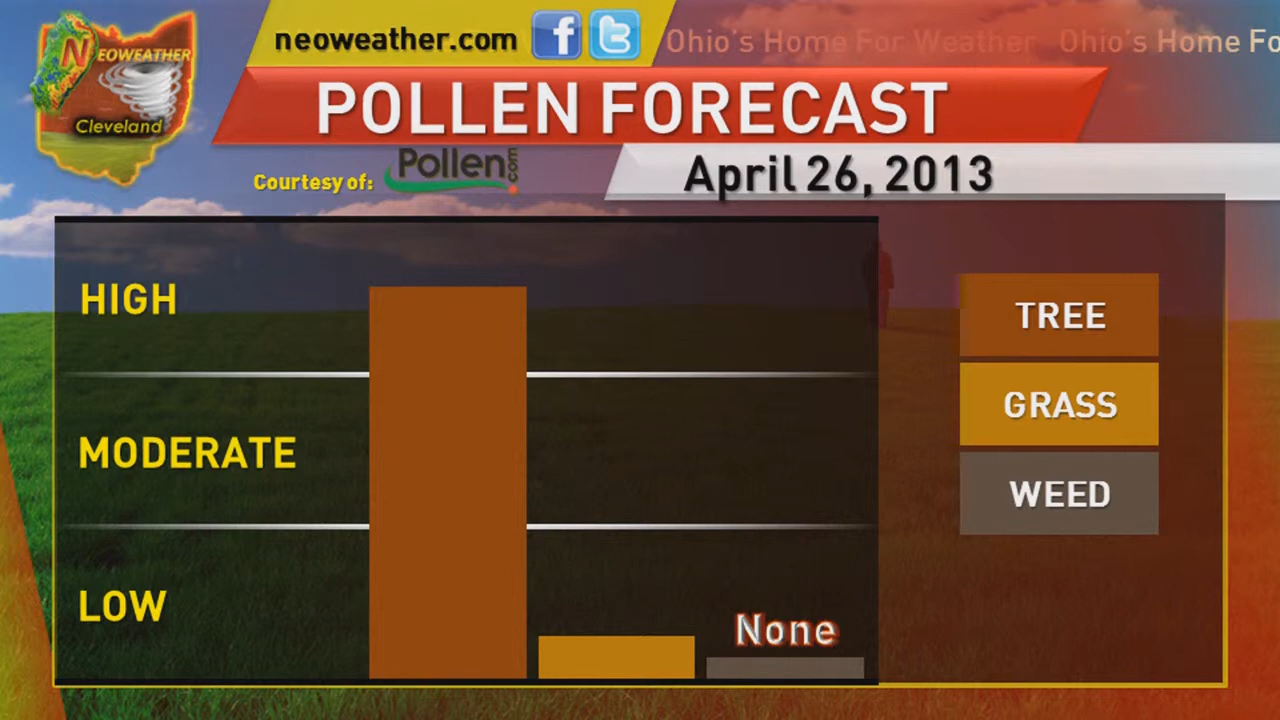 NEOWEATHER
Cleveland
neoweather.com
Ohio's Home For Weather Ohio's Home Fo
POLLEN FORECAST
Courtesy of: Pollen.com
April 26, 2013
HIGH
MODERATE
LOW
None
TREE
GRASS
WEED